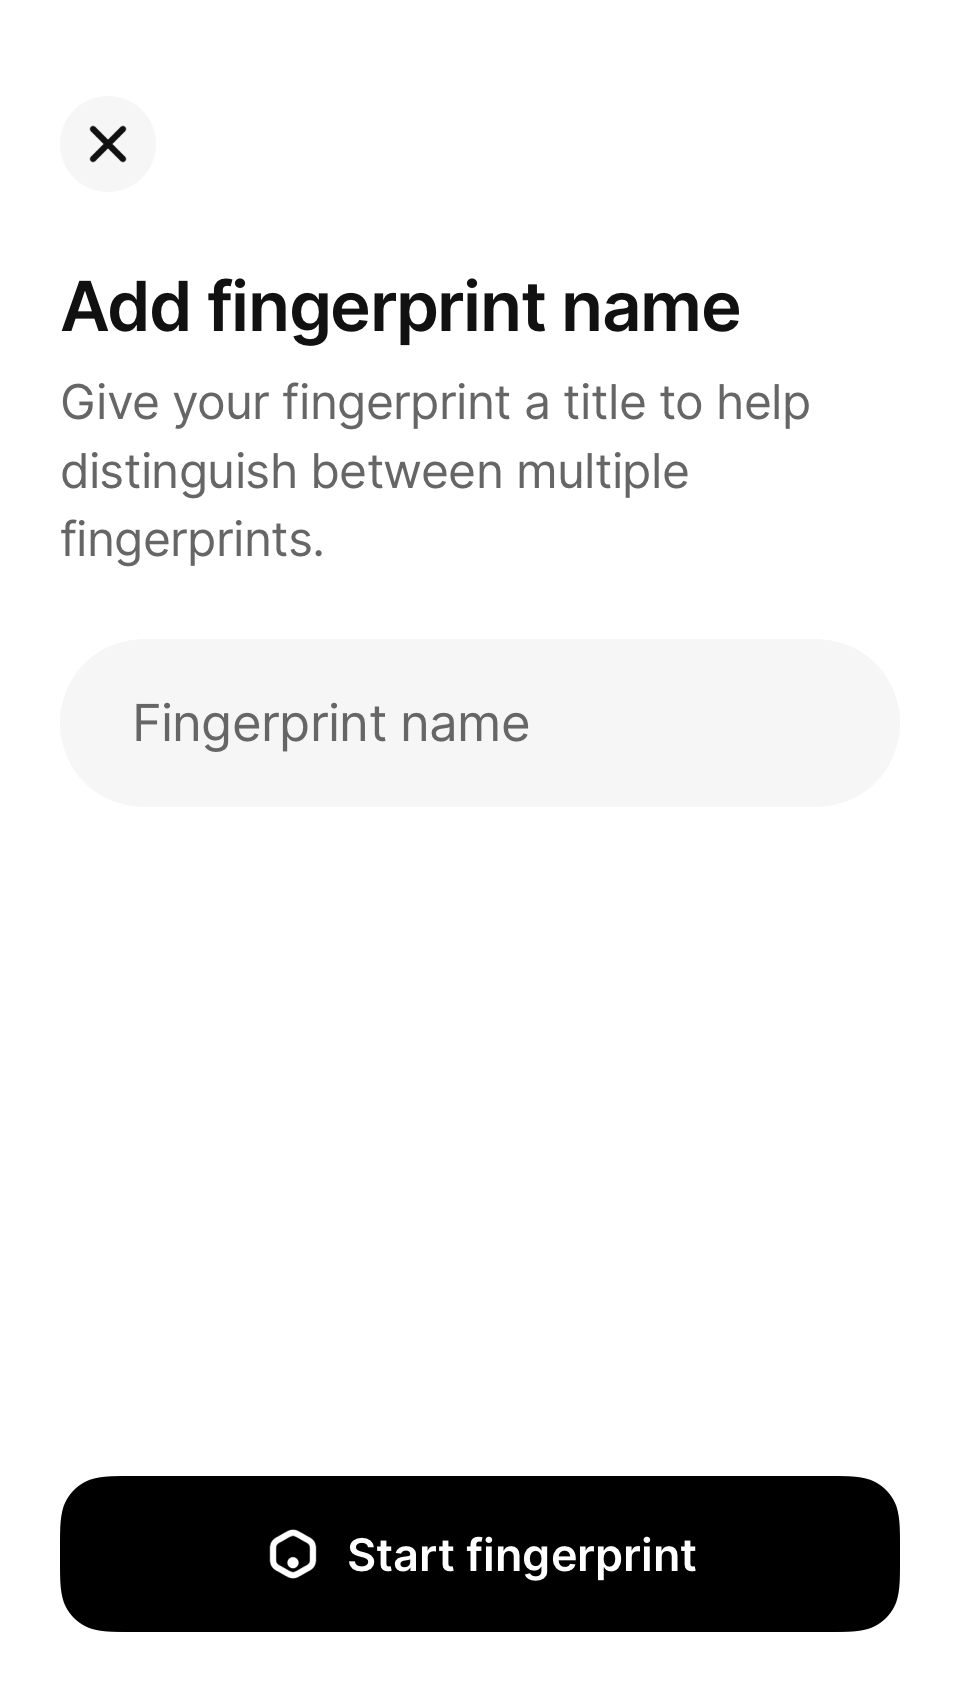 Add fingerprint name
Give your fingerprint a title to help
distinguish between multiple
fingerprints.
Fingerprint name
Start fingerprint